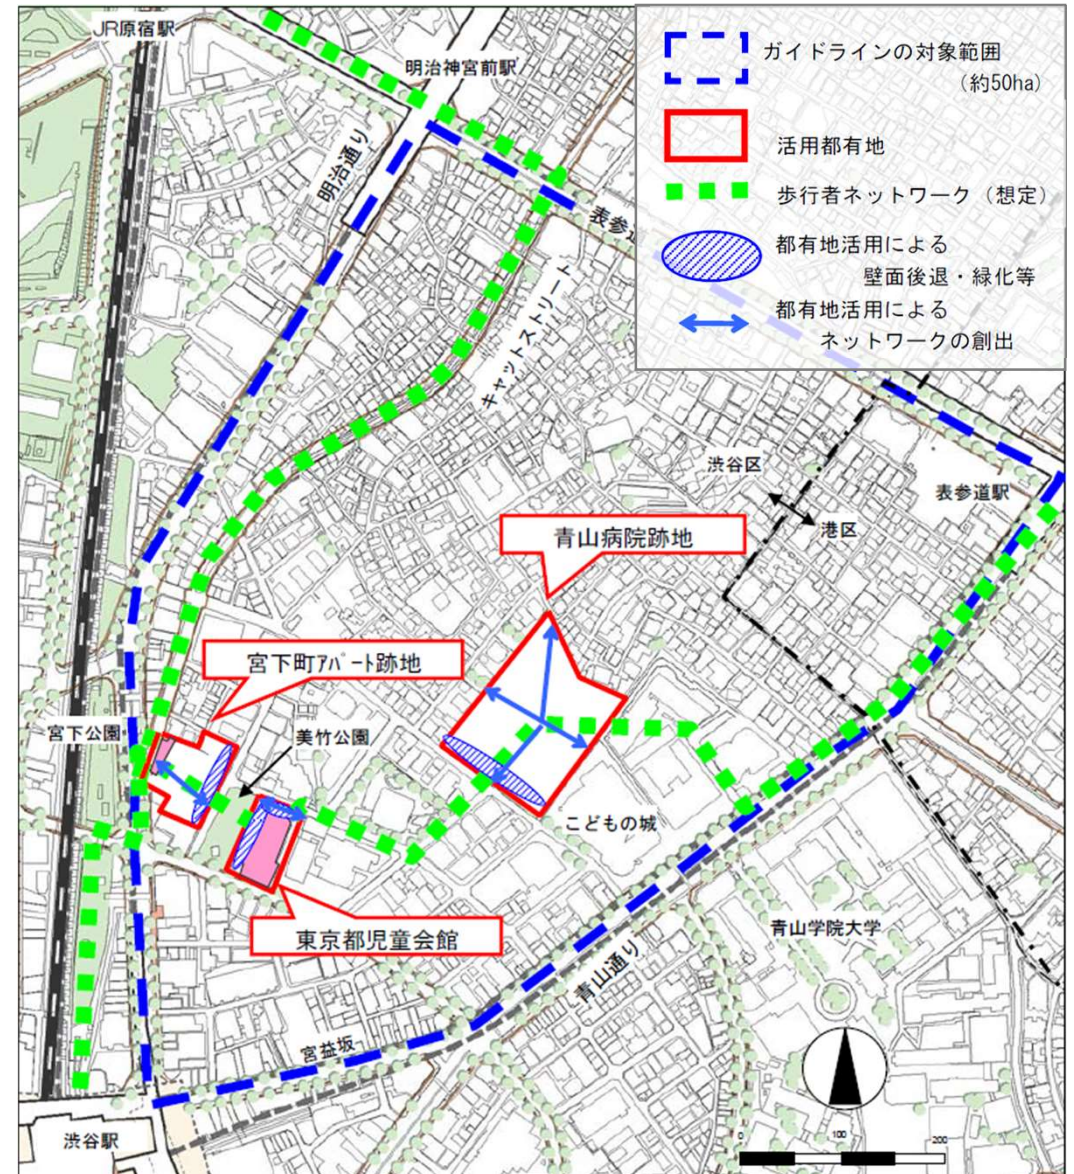 JR原宿駅
明治神宮前駅
明治通り
表参道
キャットストリート
ガイドラインの対象範囲
(約50ha)
活用都有地
歩行者ネットワーク(想定)
都有地活用による
壁面後退・緑化等
都有地活用による
ネットワークの創出
渋谷区
港区
表参道駅
青山病院跡地
宮下町アパート跡地
宮下公園
美竹公園
こどもの城
東京都児童会館
青山学院大学
青山通り
宮益坂
渋谷駅
0 100 200